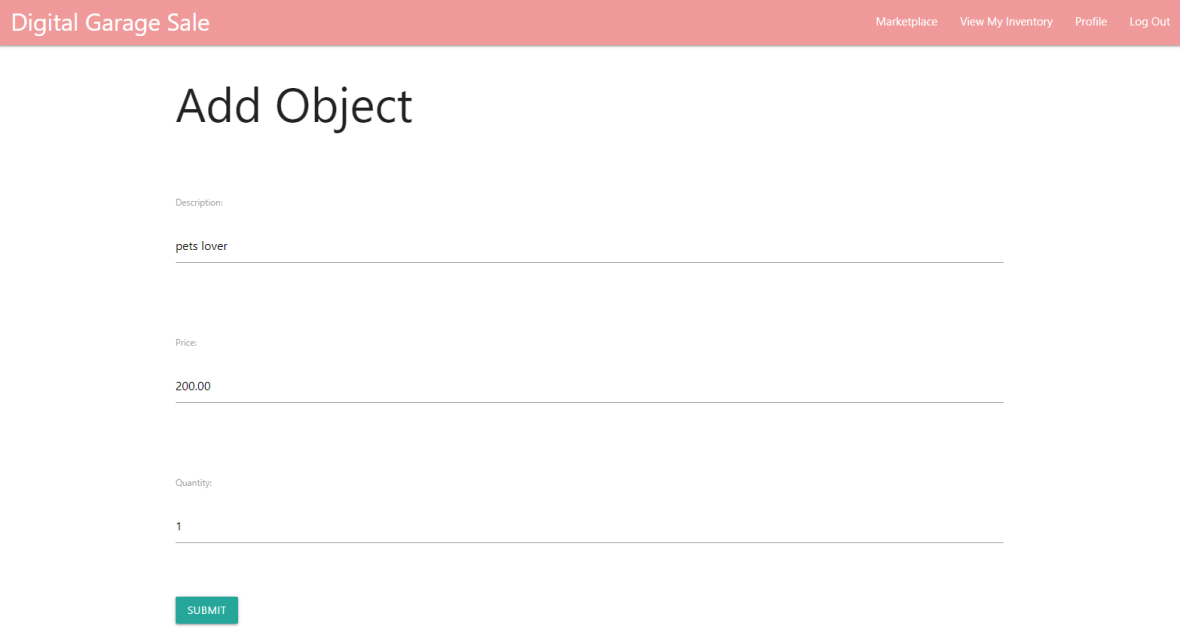 Digital Garage Sale
Marketplace View My Inventory Profile Log Out
Add Object
Description:
pets lover
Price:
200.00
Quantity:
1
SUBMIT